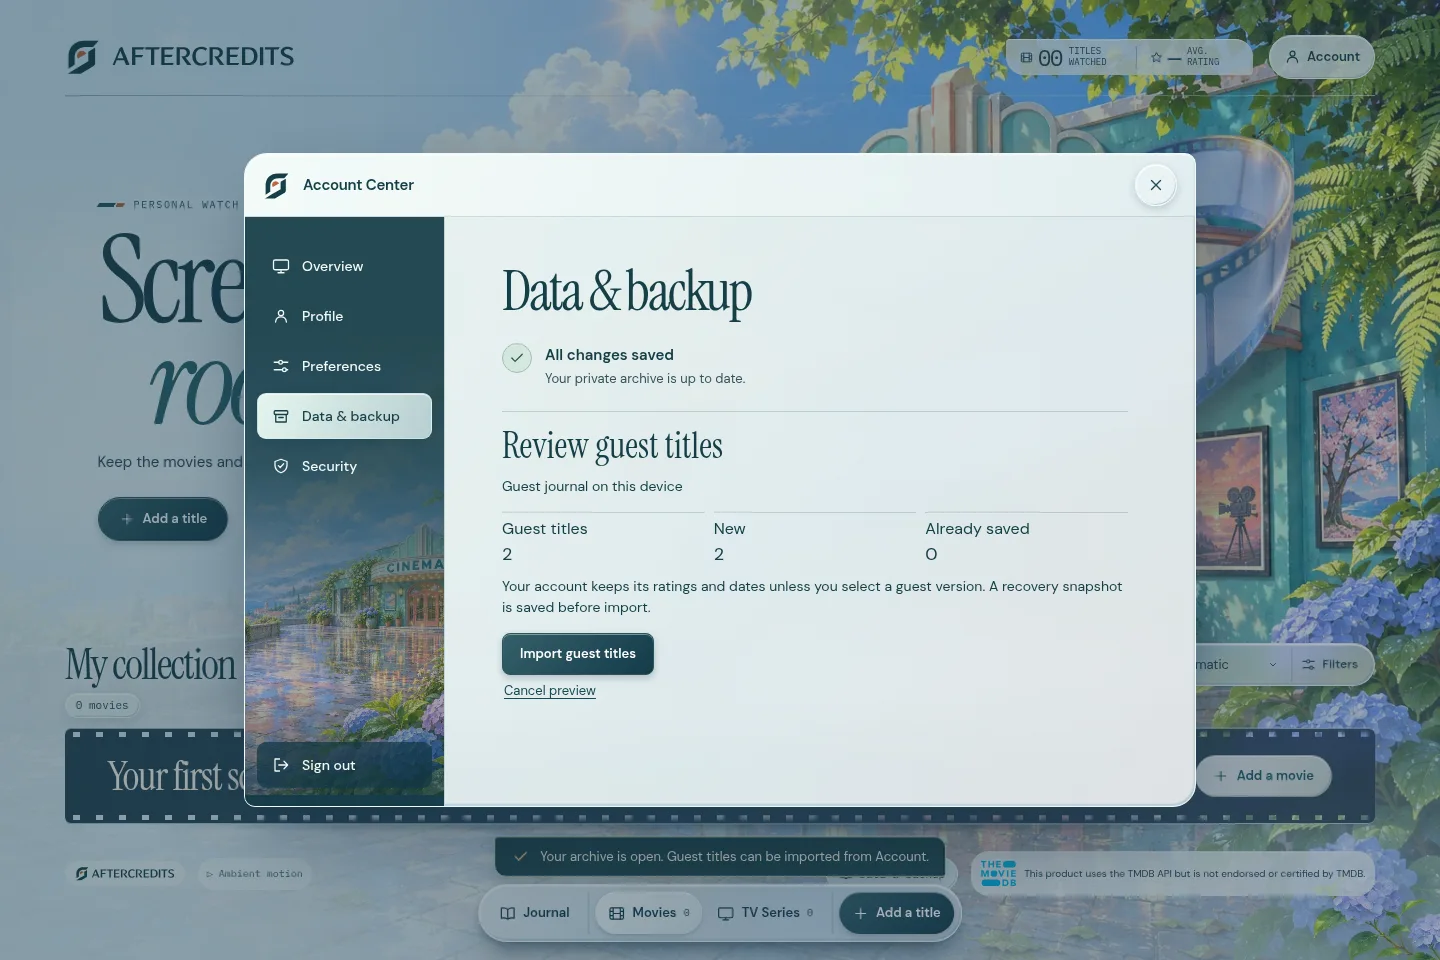 AFTERCREDITS
00 TITLES WATCHED
— AVG. RATING
Account
Account Center
PERSONAL WATCH
Scre
Overview
Profile
Preferences
Data & backup
Security
CINEMA
Sign out
Data & backup
All changes saved
Your private archive is up to date.
Review guest titles
Guest journal on this device
Guest titles
2
New
2
Already saved
0
Your account keeps its ratings and dates unless you select a guest version. A recovery snapshot
is saved before import.
Import guest titles
Cancel preview
Keep the movies and
Add a title
My collection
0 movies
matic
Filters
Your first
Add a movie
Your archive is open. Guest titles can be imported from Account.
AFTERCREDITS
Ambient motion
THE MOVIE DB
This product uses the TMDB API but is not endorsed or certified by TMDB.
Journal
Movies 0
TV Series 0
Add a title